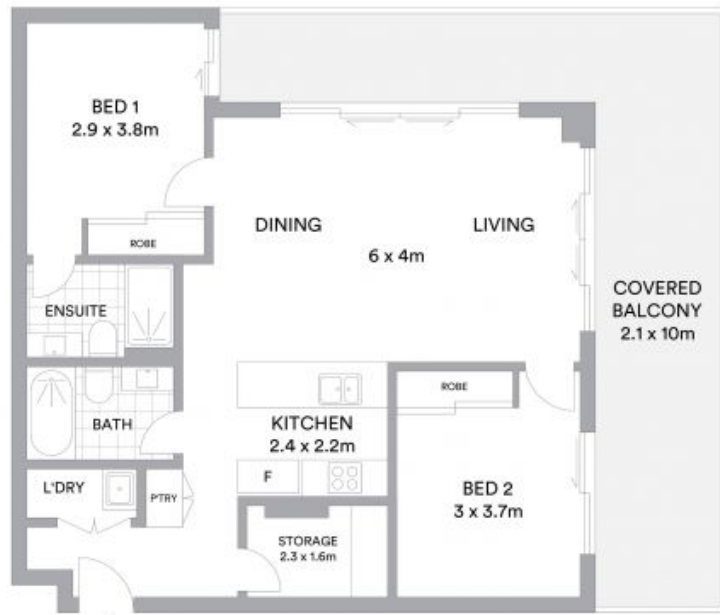 BED 1
2.9 x 3.8m
ROBE
DINING
LIVING
6 x 4m
ENSUITE
COVERED
BALCONY
2.1 x 10m
BATH
KITCHEN
2.4 x 2.2m
ROBE
F
L'DRY
PTRY
BED 2
3 x 3.7m
STORAGE
2.3 x 1.6m